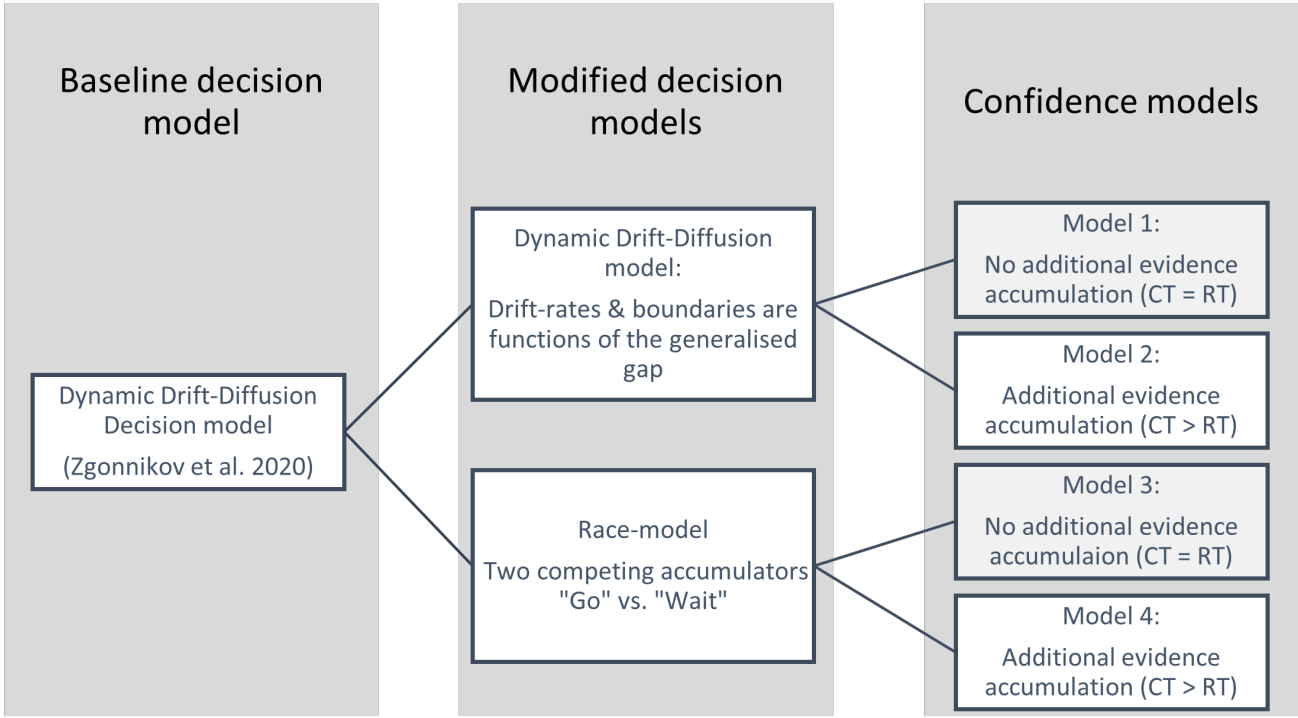 Baseline decision
model
Dynamic Drift-Diffusion
Decision model
(Zgonnikov et al. 2020)
Modified decision
models
Dynamic Drift-Diffusion
model:
Drift-rates & boundaries are
functions of the generalised
gap
Race-model
Two competing accumulators
"Go" vs. "Wait"
Confidence models
Model 1:
No additional evidence
accumulation (CT = RT)
Model 2:
Additional evidence
accumulation (CT > RT)
Model 3:
No additional evidence
accumulaion (CT = RT)
Model 4:
Additional evidence
accumulation (CT > RT)